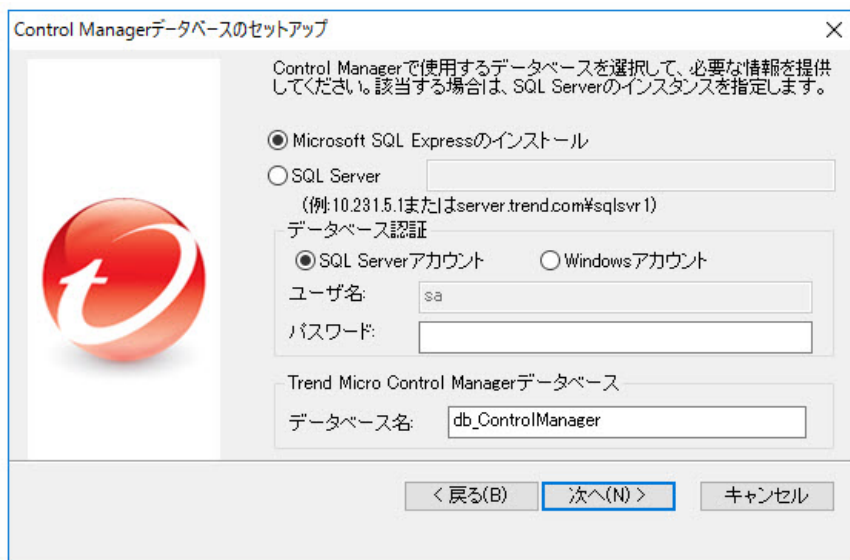 Control Managerデータベースのセットアップ
Control Managerで使用するデータベースを選択して、必要な情報を提供
してください。該当する場合は、SQL Serverのインスタンスを指定します。
Microsoft SQL Expressのインストール
SQL Server
(例:10.231.5.1またはserver.trend.com¥sqlsvr1)
データベース認証
SQL Serverアカウント
Windowsアカウント
ユーザ名:
sa
パスワード:
Trend Micro Control Managerデータベース
データベース名:
db_ControlManager
< 戻る(B)
次へ(N) >
キャンセル